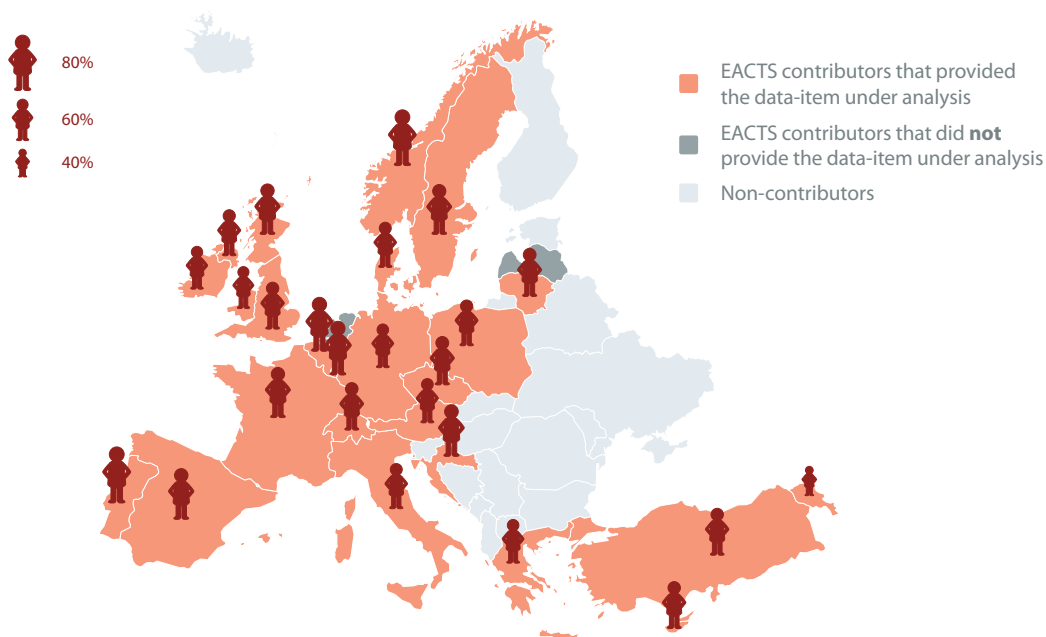 80%
60%
40%
EACTS contributors that provided
the data-item under analysis
EACTS contributors that did not
provide the data-item under analysis
Non-contributors